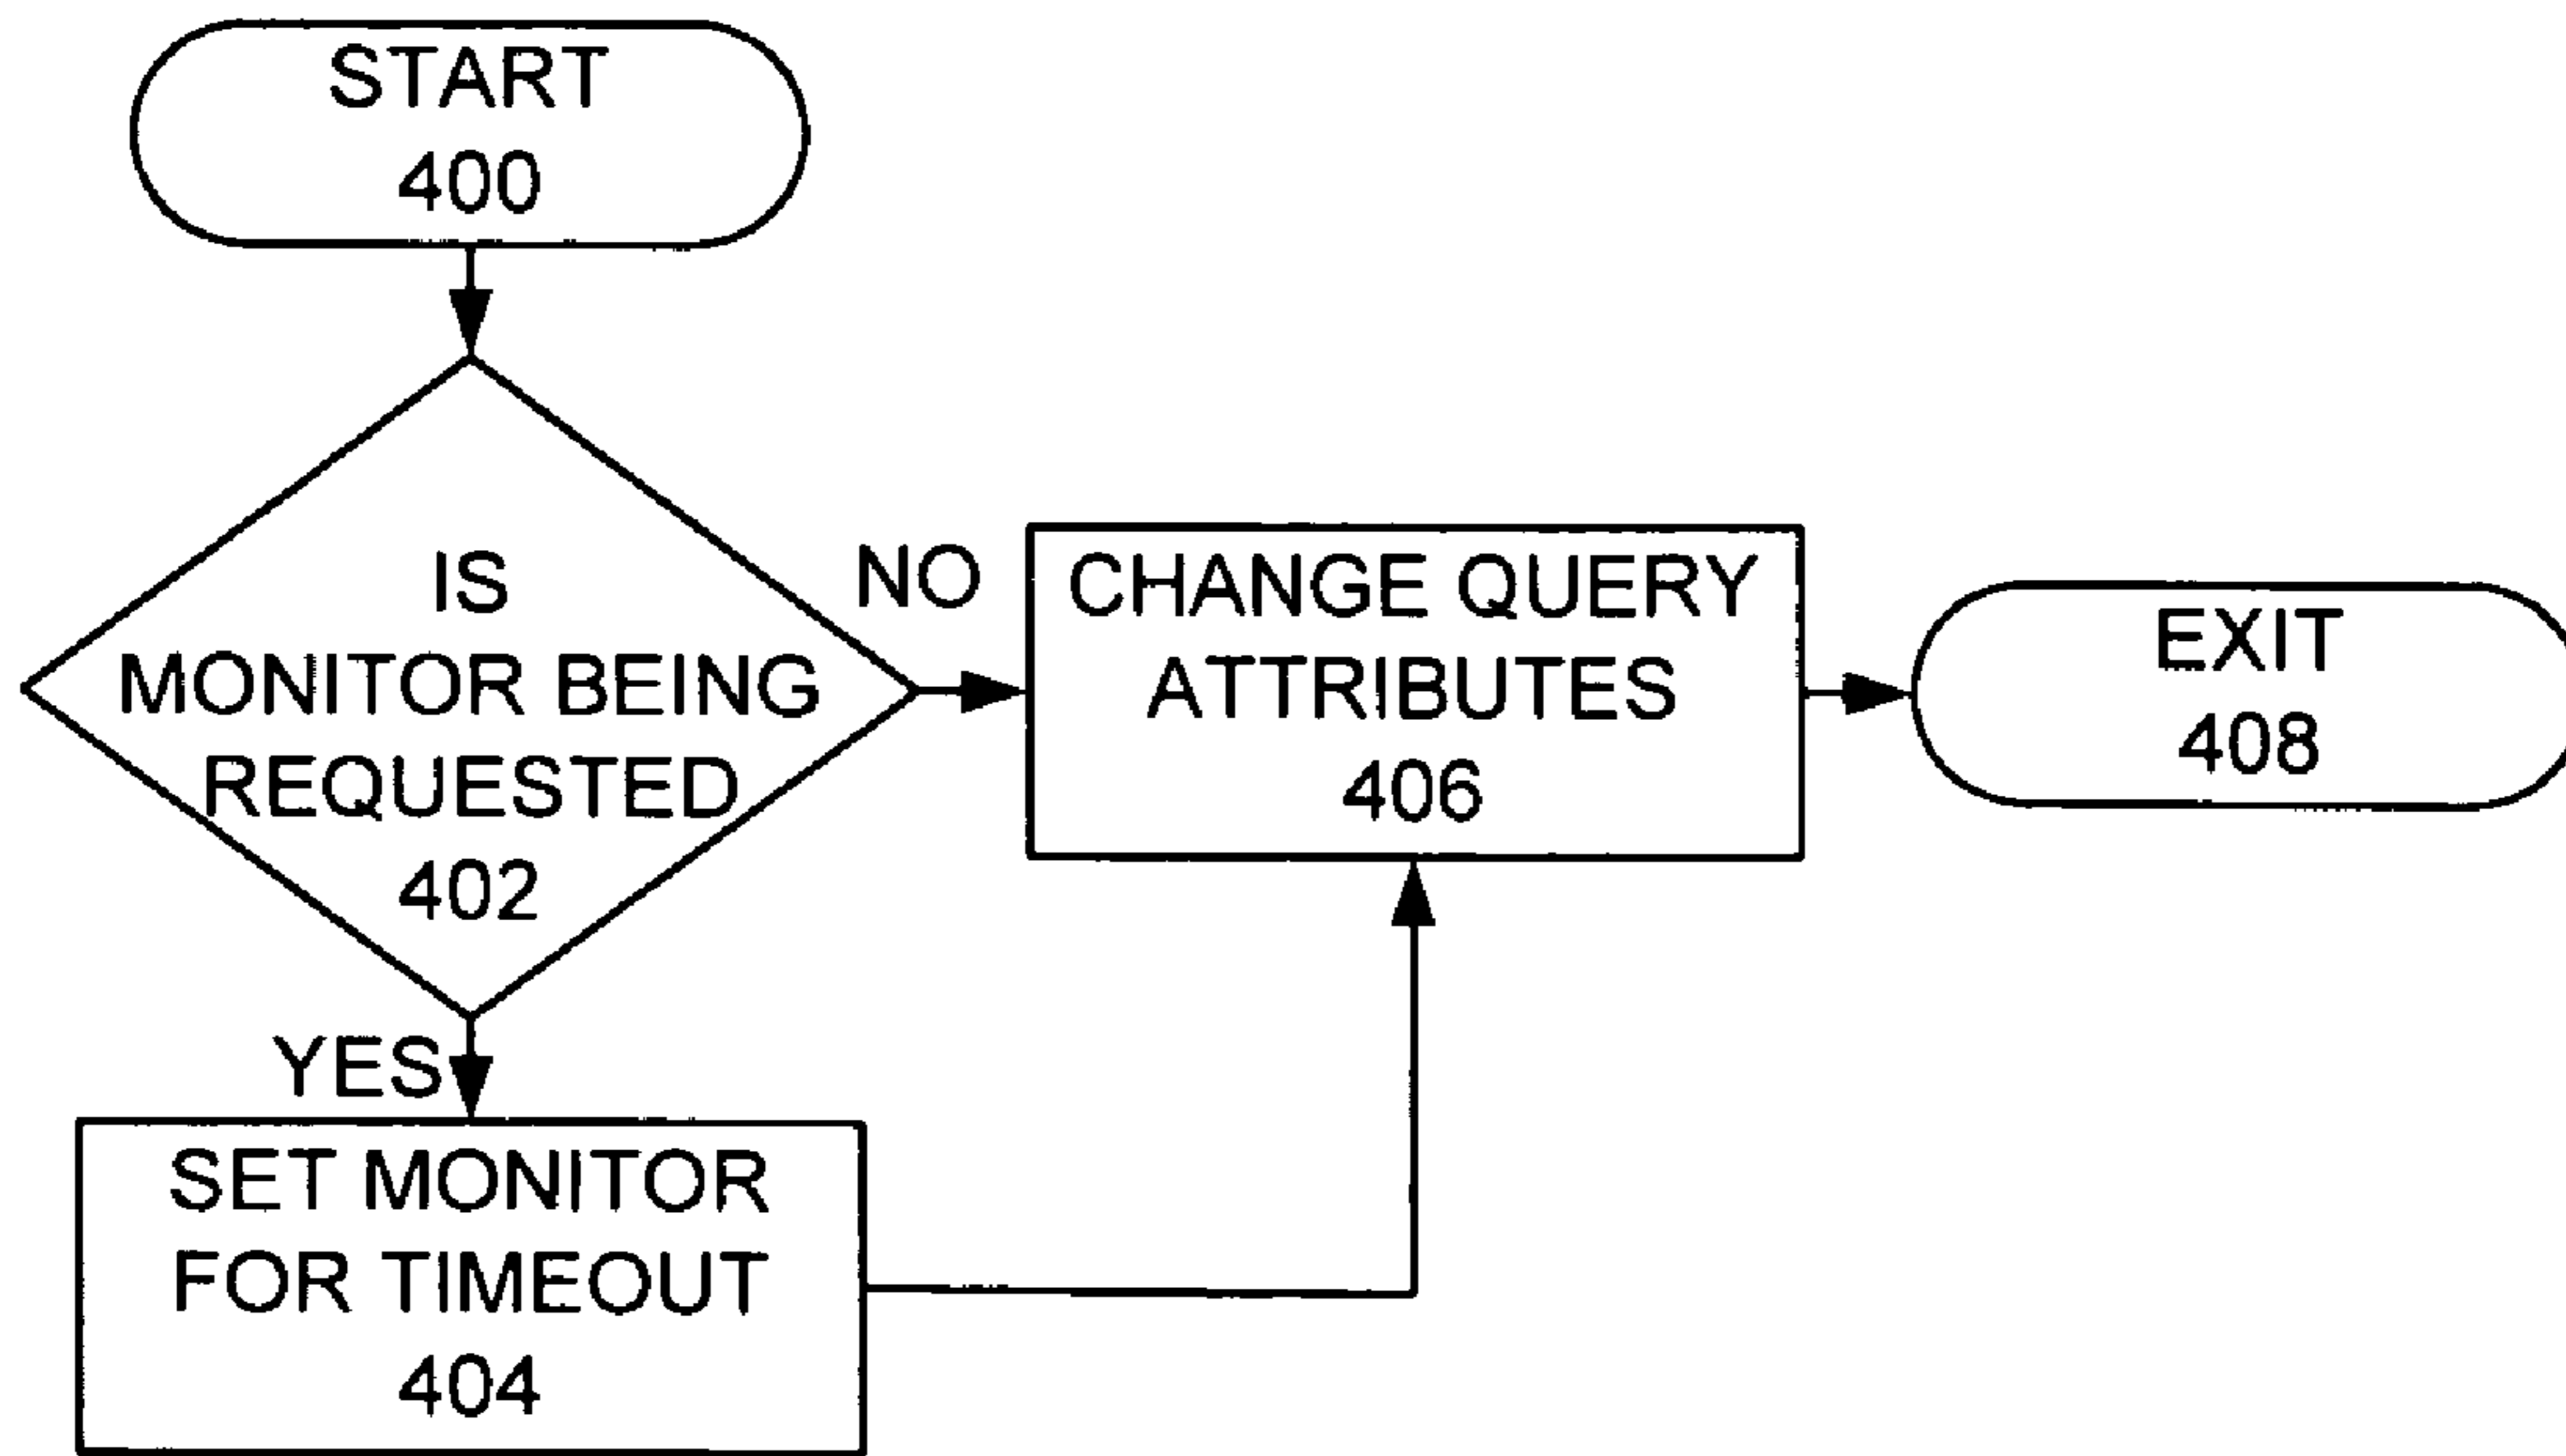 START
400
IS
MONITOR BEING
REQUESTED
402
NO
CHANGE QUERY
ATTRIBUTES
406
EXIT
408
YES
SET MONITOR
FOR TIMEOUT
404